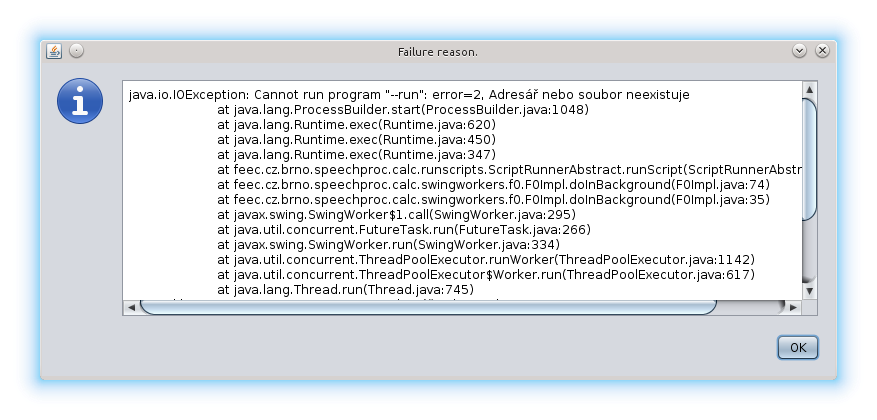 Failure reason.
java.io.IOException: Cannot run program "--run": error=2, Adresář nebo soubor neexistuje
at java.lang.ProcessBuilder.start(ProcessBuilder.java:1048)
at java.lang.Runtime.exec(Runtime.java:620)
at java.lang.Runtime.exec(Runtime.java:450)
at java.lang.Runtime.exec(Runtime.java:347)
at feec.cz.brno.speechproc.calc.runscripts.ScriptRunnerAbstract.runScript(ScriptRunnerAbstr
at feec.cz.brno.speechproc.calc.swingworkers.f0.F0Impl.doInBackground(F0Impl.java:74)
at feec.cz.brno.speechproc.calc.swingworkers.f0.F0Impl.doInBackground(F0Impl.java:35)
at javax.swing.SwingWorker$1.call(SwingWorker.java:295)
at java.util.concurrent.FutureTask.run(FutureTask.java:266)
at javax.swing.SwingWorker.run(SwingWorker.java:334)
at java.util.concurrent.ThreadPoolExecutor.runWorker(ThreadPoolExecutor.java:1142)
at java.util.concurrent.ThreadPoolExecutor$Worker.run(ThreadPoolExecutor.java:617)
at java.lang.Thread.run(Thread.java:745)
OK